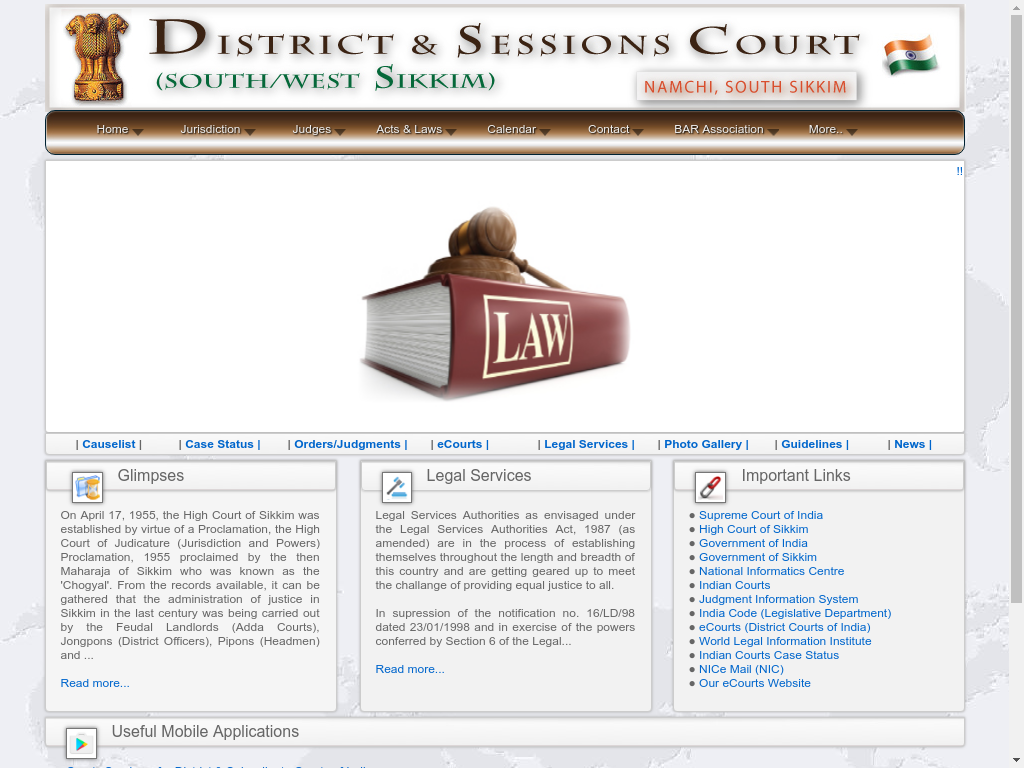 DISTRICT & SESSIONS COURT
(SOUTH/WEST SIKKIM)
NAMCHI, SOUTH SIKKIM
Home Jurisdiction Judges Acts & Laws Calendar Contact BAR Association More..
!!
LAW
| Causelist | | Case Status | | Orders/Judgments | | eCourts | | Legal Services | | Photo Gallery | | Guidelines | | News |
Glimpses
On April 17, 1955, the High Court of Sikkim was
established by virtue of a Proclamation, the High
Court of Judicature (Jurisdiction and Powers)
Proclamation, 1955 proclaimed by the then
Maharaja of Sikkim who was known as the
'Chogyal'. From the records available, it can be
gathered that the administration of justice in
Sikkim in the last century was being carried out
by the Feudal Landlords (Adda Courts),
Jongpons (District Officers), Pipons (Headmen)
and ...
Read more...
Legal Services
Legal Services Authorities as envisaged under
the Legal Services Authorities Act, 1987 (as
amended) are in the process of establishing
themselves throughout the length and breadth of
this country and are getting geared up to meet
the challange of providing equal justice to all.
In supression of the notification no. 16/LD/98
dated 23/01/1998 and in exercise of the powers
conferred by Section 6 of the Legal...
Read more...
Important Links
● Supreme Court of India
● High Court of Sikkim
● Government of India
● Government of Sikkim
● National Informatics Centre
● Indian Courts
● Judgment Information System
● India Code (Legislative Department)
● eCourts (District Courts of India)
● World Legal Information Institute
● Indian Courts Case Status
● NICe Mail (NIC)
● Our eCourts Website
Useful Mobile Applications